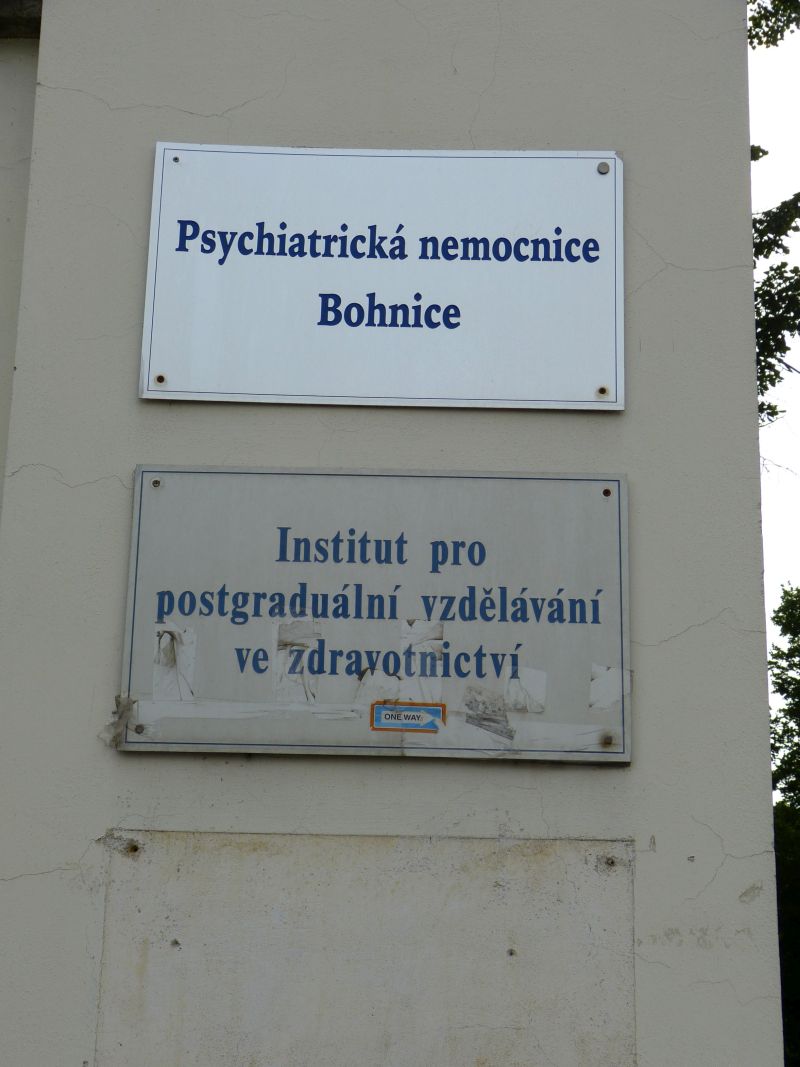 Psychiatrická nemocnice
Bohnice
Institut pro
postgraduální vzdělávání
ve zdravotnictví
ONE WAY